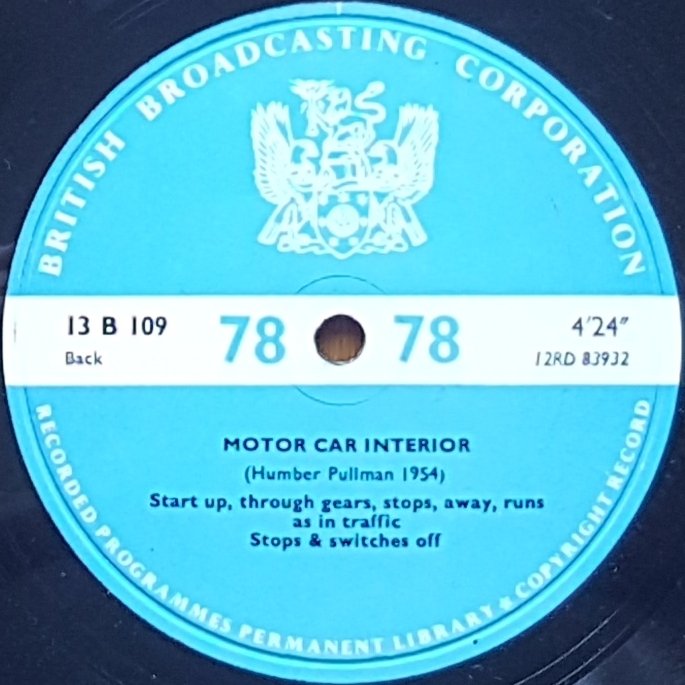 BRITISH BROADCASTING CORPORATION
13 B 109
Back
78 78
4'24"
12RD 83932
MOTOR CAR INTERIOR
(Humber Pullman 1954)
Start up, through gears, stops, away, runs
as in traffic
Stops & switches off
RECORDED PROGRAMMES PERMANENT LIBRARY ★ COPYRIGHT RECORD